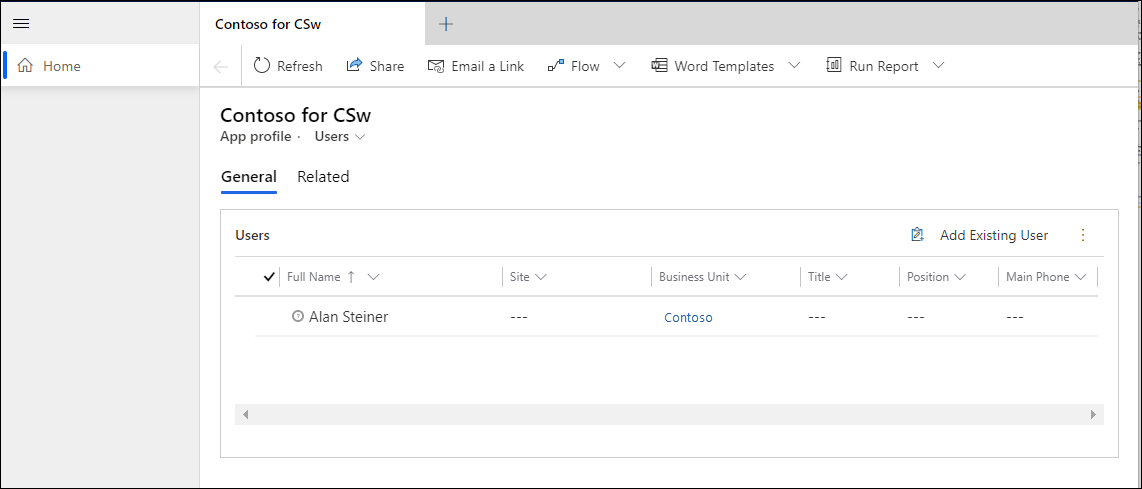 Contoso for CSw
Home
Refresh Share Email a Link Flow Word Templates Run Report
Contoso for CSw
App profile · Users
General Related
Users Add Existing User
Full Name Site Business Unit Title Position Main Phone
Alan Steiner --- Contoso --- --- ---